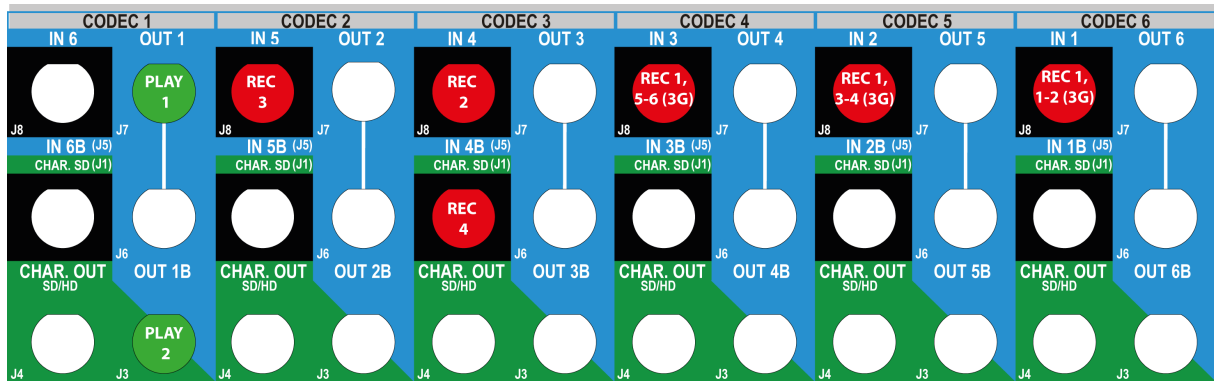 CODEC 1 CODEC 2 CODEC 3 CODEC 4 CODEC 5 CODEC 6
IN 6 OUT 1 IN 5 OUT 2 IN 4 OUT 3 IN 3 OUT 4 IN 2 OUT 5 IN 1 OUT 6
PLAY REC REC REC 1, REC 1, REC 1,
1 3 2 5-6 (3G) 3-4 (3G) 1-2 (3G)
J8 J7 J8 J7 J8 J7 J8 J7 J8 J7 J8 J7
IN 6B (J5) IN 5B (J5) IN 4B (J5) IN 3B (J5) IN 2B (J5) IN 1B (J5)
CHAR. SD (J1) CHAR. SD (J1) CHAR. SD (J1) CHAR. SD (J1) CHAR. SD (J1) CHAR. SD (J1)
REC
4
J6 J6 J6 J6 J6 J6
CHAR. OUT OUT 1B CHAR. OUT OUT 2B CHAR. OUT OUT 3B CHAR. OUT OUT 4B CHAR. OUT OUT 5B CHAR. OUT OUT 6B
SD/HD SD/HD SD/HD SD/HD SD/HD SD/HD
PLAY
2
J4 J3 J4 J3 J4 J3 J4 J3 J4 J3 J4 J3